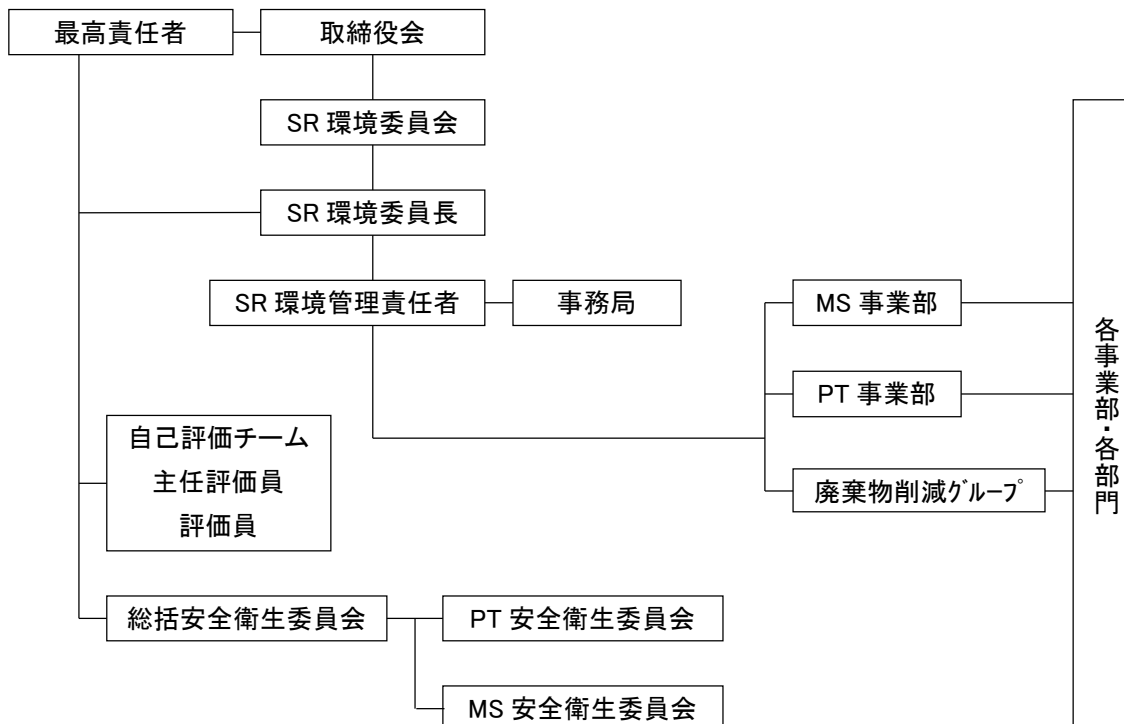 最高責任者
取締役会
SR 環境委員会
SR 環境委員長
SR 環境管理責任者
事務局
MS 事業部
PT 事業部
廃棄物削減ｸﾞﾙｰﾌﾟ
各事業部・各部門
自己評価チーム
主任評価員
評価員
総括安全衛生委員会
PT 安全衛生委員会
MS 安全衛生委員会